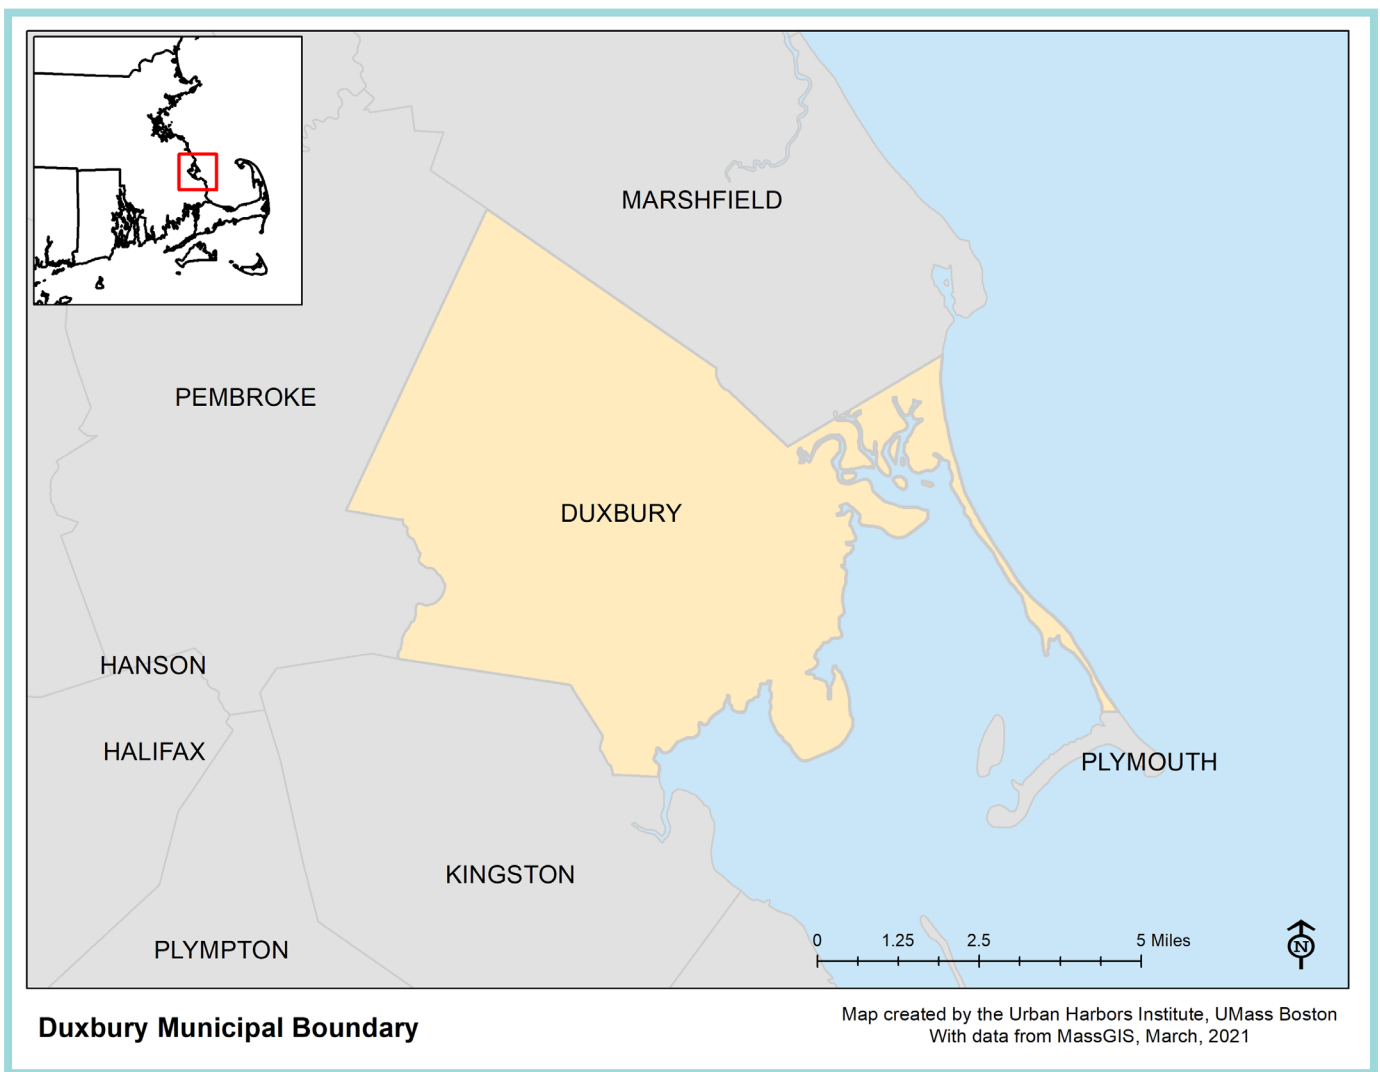 MARSHFIELD
PEMBROKE
DUXBURY
HANSON
HALIFAX
PLYMOUTH
KINGSTON
PLYMPTON
0 1.25 2.5 5 Miles
N
Duxbury Municipal Boundary
Map created by the Urban Harbors Institute, UMass Boston
With data from MassGIS, March, 2021